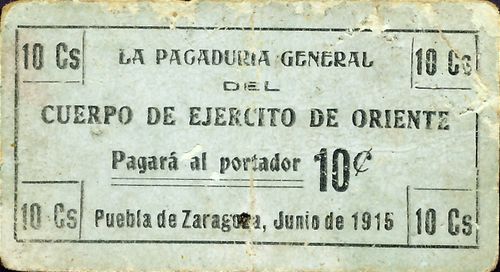 10 Cs
LA PAGADURIA GENERAL
10 Cs
DEL
CUERPO DE EJERCITO DE ORIENTE
Pagará al portador 10¢
10 Cs
Puebla de Zaragoza, Junio de 1915
10 Cs